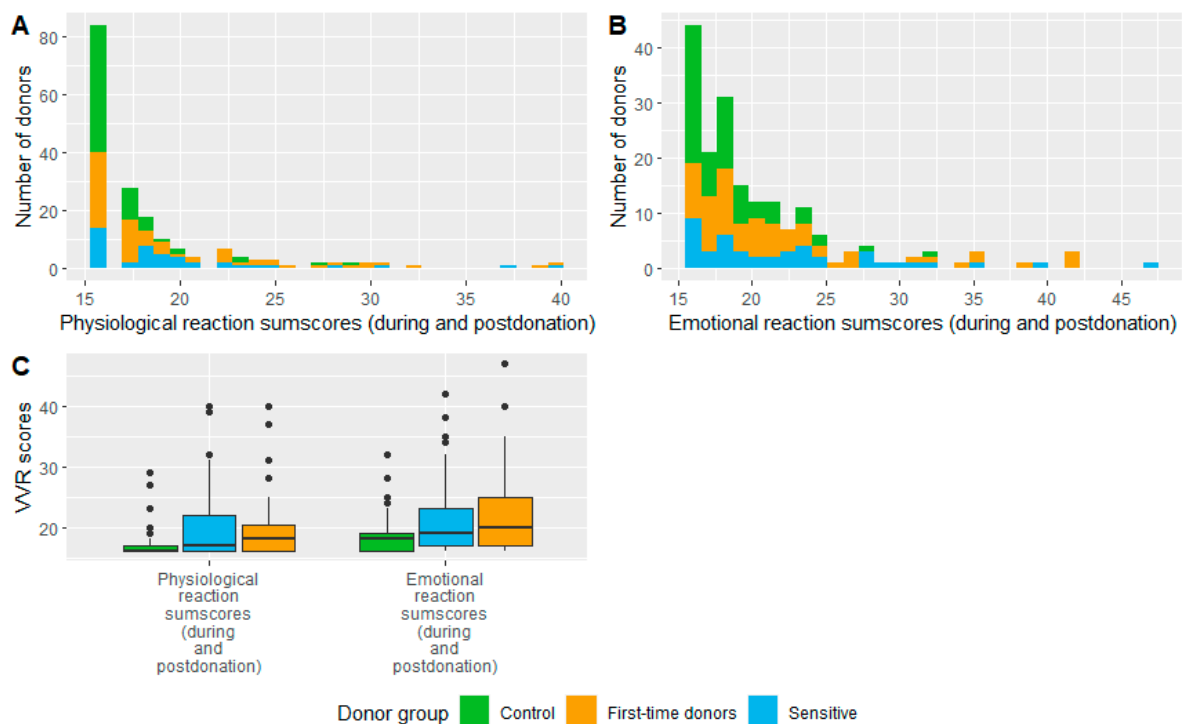 A
Number of donors
80
60
40
20
0
15
20
25
30
35
40
Physiological reaction sumscores (during and postdonation)
B
Number of donors
40
30
20
10
0
15
20
25
30
35
40
45
Emotional reaction sumscores (during and postdonation)
C
VVR scores
40
30
20
Physiological
reaction
sumscores
(during
and
postdonation)
Emotional
reaction
sumscores
(during
and
postdonation)
Donor group
Control
First-time donors
Sensitive